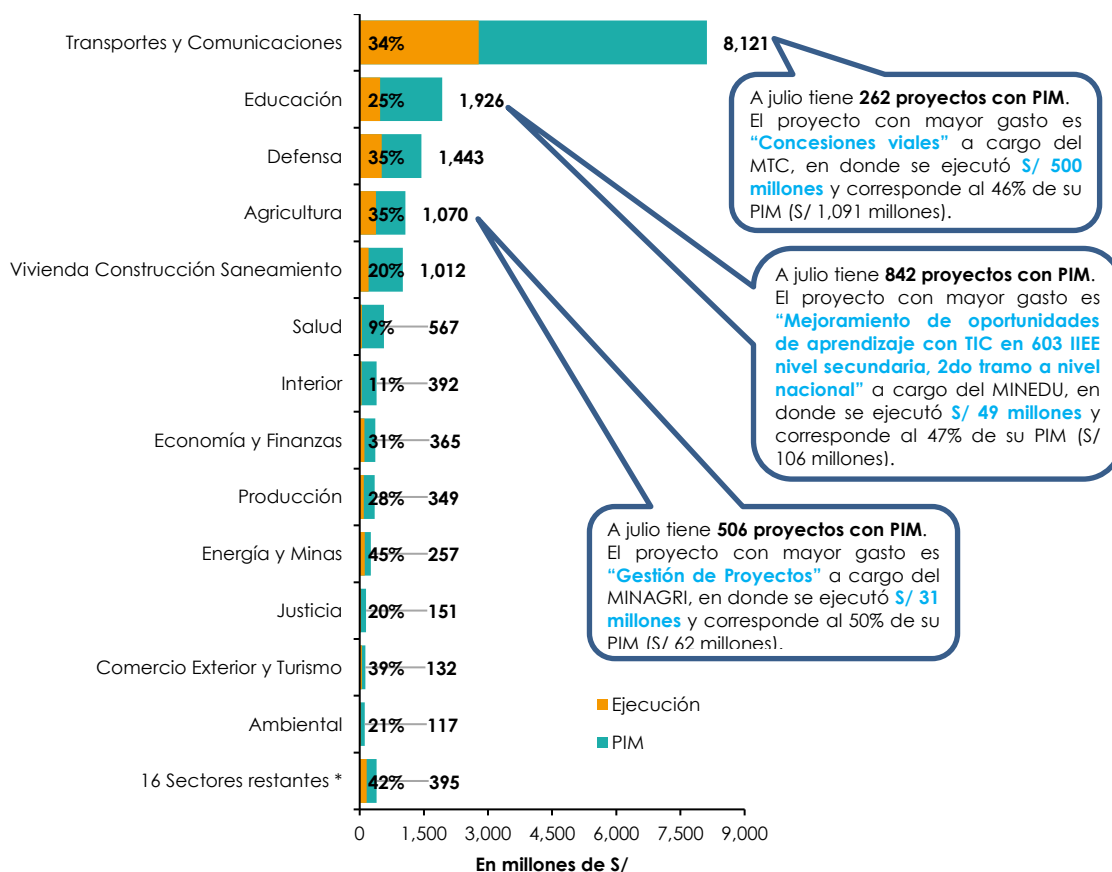 Transportes y Comunicaciones 34% 8,121
Educación 25% 1,926
Defensa 35% 1,443
Agricultura 35% 1,070
Vivienda Construcción Saneamiento 20% 1,012
Salud 9% 567
Interior 11% 392
Economía y Finanzas 31% 365
Producción 28% 349
Energía y Minas 45% 257
Justicia 20% 151
Comercio Exterior y Turismo 39% 132
Ambiental 21% 117
16 Sectores restantes * 42% 395
0 1,500 3,000 4,500 6,000 7,500 9,000
En millones de S/
Ejecución
PIM
A julio tiene 262 proyectos con PIM.
El proyecto con mayor gasto es
“Concesiones viales” a cargo del
MTC, en donde se ejecutó S/ 500
millones y corresponde al 46% de su
PIM (S/ 1,091 millones).
A julio tiene 842 proyectos con PIM.
El proyecto con mayor gasto es
“Mejoramiento de oportunidades
de aprendizaje con TIC en 603 IIEE
nivel secundaria, 2do tramo a nivel
nacional” a cargo del MINEDU, en
donde se ejecutó S/ 49 millones y
corresponde al 47% de su PIM (S/
106 millones).
A julio tiene 506 proyectos con PIM.
El proyecto con mayor gasto es
“Gestión de Proyectos” a cargo del
MINAGRI, en donde se ejecutó S/ 31
millones y corresponde al 50% de su
PIM (S/ 62 millones).